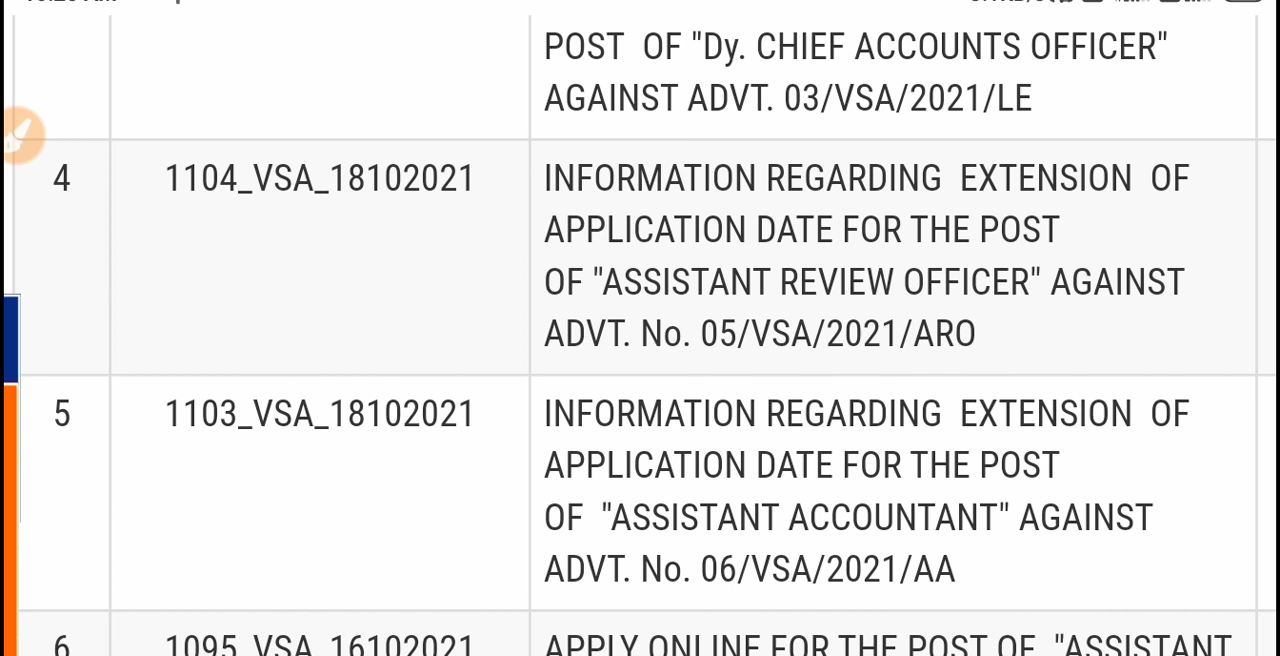 POST OF "Dy. CHIEF ACCOUNTS OFFICER"
AGAINST ADVT. 03/VSA/2021/LE
4 1104_VSA_18102021 INFORMATION REGARDING EXTENSION OF
APPLICATION DATE FOR THE POST
OF "ASSISTANT REVIEW OFFICER" AGAINST
ADVT. No. 05/VSA/2021/ARO
5 1103_VSA_18102021 INFORMATION REGARDING EXTENSION OF
APPLICATION DATE FOR THE POST
OF "ASSISTANT ACCOUNTANT" AGAINST
ADVT. No. 06/VSA/2021/AA
6 1095_VSA_16102021 APPLY ONLINE FOR THE POST OF "ASSISTANT